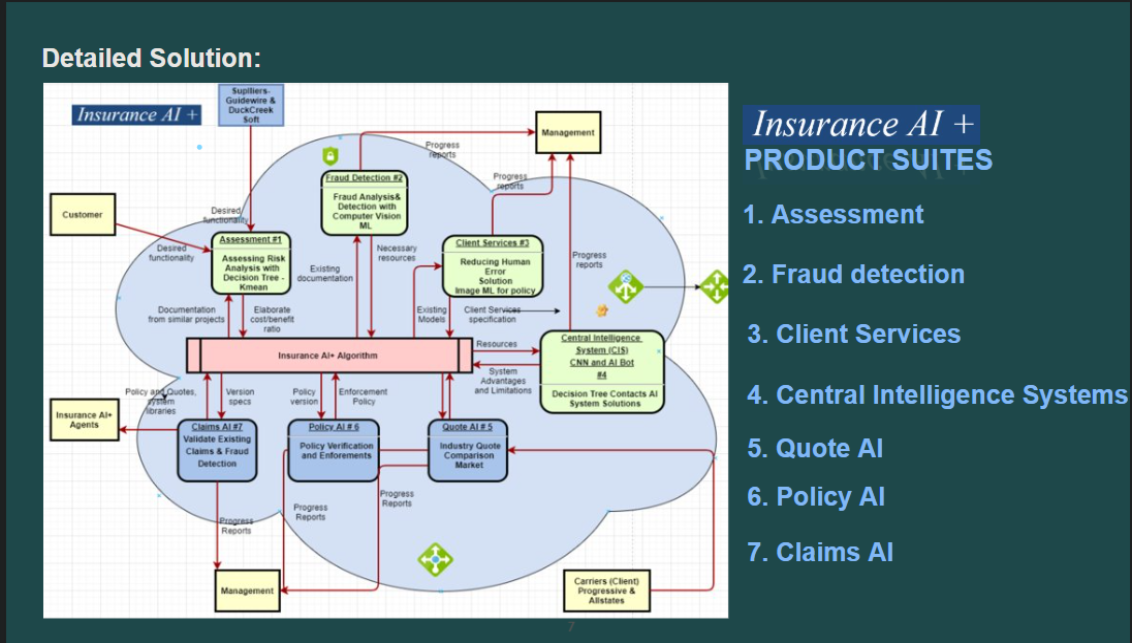 Detailed Solution:
Insurance AI +
Suplliers-
Guidewire &
DuckCreek
Soft
Management
Progress
reports
Fraud Detection #2
Fraud Analysis&
Detection with
Computer Vision
ML
Progress
reports
Customer
Desired
functionality
Assessment #1
Assessing Risk
Analysis with
Decision Tree -
Kmean
Desired
functionality
Necessary
resources
Client Services #3
Reducing Human
Error
Solution
Image ML for policy
Progress
reports
Existing
documentation
Documentation
from similar projects
Elaborate
cost/benefit
ratio
Existing
Models
Client Services
specification
Insurance AI+ Algorithm
Resources
System
Advantages
and Limitations
Central Intelligence
System (CIS)
CNN and AI Bot
#4
Decision Tree Contacts AI
System Solutions
Policy and Quotes,
system
libraries
Version
specs
Policy
version
Enforcement
Policy
Insurance AI+
Agents
Claims AI #7
Validate Existing
Claims & Fraud
Detection
Policy AI # 6
Policy Verification
and Enforements
Quote AI # 5
Industry Quote
Comparison
Market
Progress
Reports
Progress
Reports
Progress
Reports
Management
Carriers (Client)
Progressive &
Allstates
Insurance AI +
PRODUCT SUITES
1. Assessment
2. Fraud detection
3. Client Services
4. Central Intelligence Systems
5. Quote AI
6. Policy AI
7. Claims AI
7